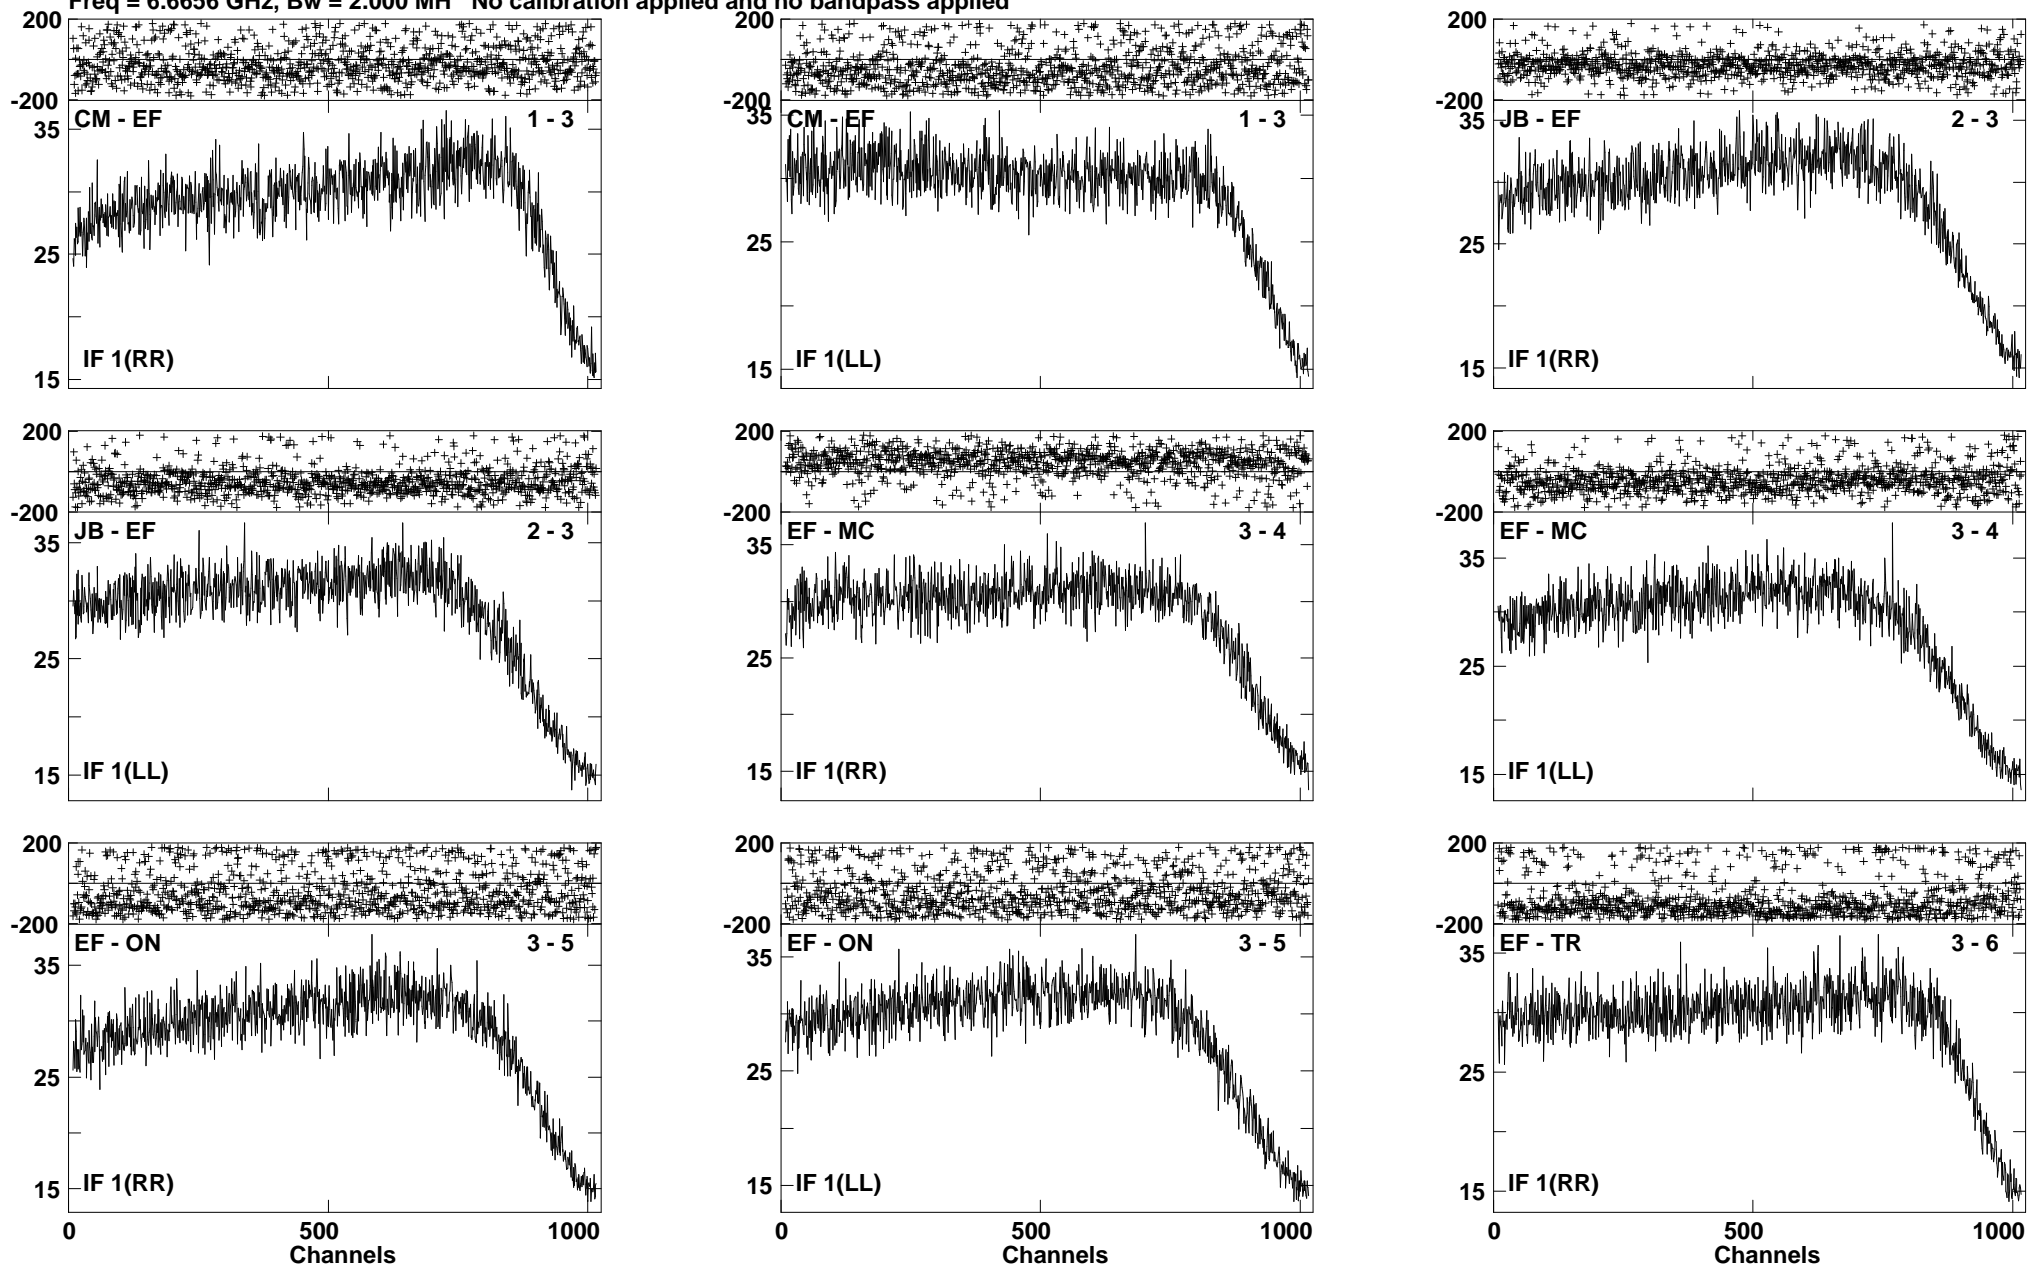 Freq = 6.6656 GHz, Bw = 2.000 MH No calibration applied and no bandpass applied
200
-200
CM - EF 1 - 3
35
25
IF 1(RR)
15
200
-200
CM - EF 1 - 3
35
25
IF 1(LL)
15
200
-200
JB - EF 2 - 3
35
25
IF 1(RR)
15
200
-200
JB - EF 2 - 3
35
25
IF 1(LL)
15
200
-200
EF - MC 3 - 4
35
25
IF 1(RR)
15
200
-200
EF - MC 3 - 4
35
25
IF 1(LL)
15
200
-200
EF - ON 3 - 5
35
25
IF 1(RR)
15
0 500 1000
Channels
200
-200
EF - ON 3 - 5
35
25
IF 1(LL)
15
0 500 1000
Channels
200
-200
EF - TR 3 - 6
35
25
IF 1(RR)
15
0 500 1000
Channels